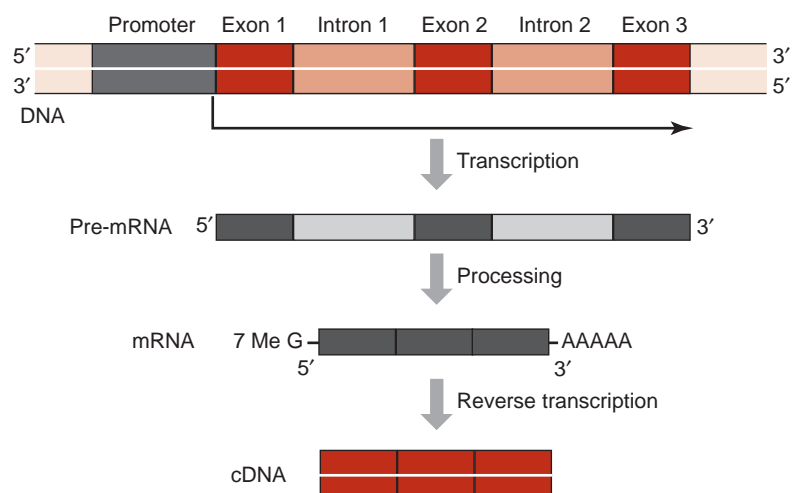 Promoter Exon 1 Intron 1 Exon 2 Intron 2 Exon 3
5′ 3′
3′ 5′
DNA
Transcription
Pre-mRNA 5′ 3′
Processing
mRNA 7 Me G AAAAA
5′ 3′
Reverse transcription
cDNA